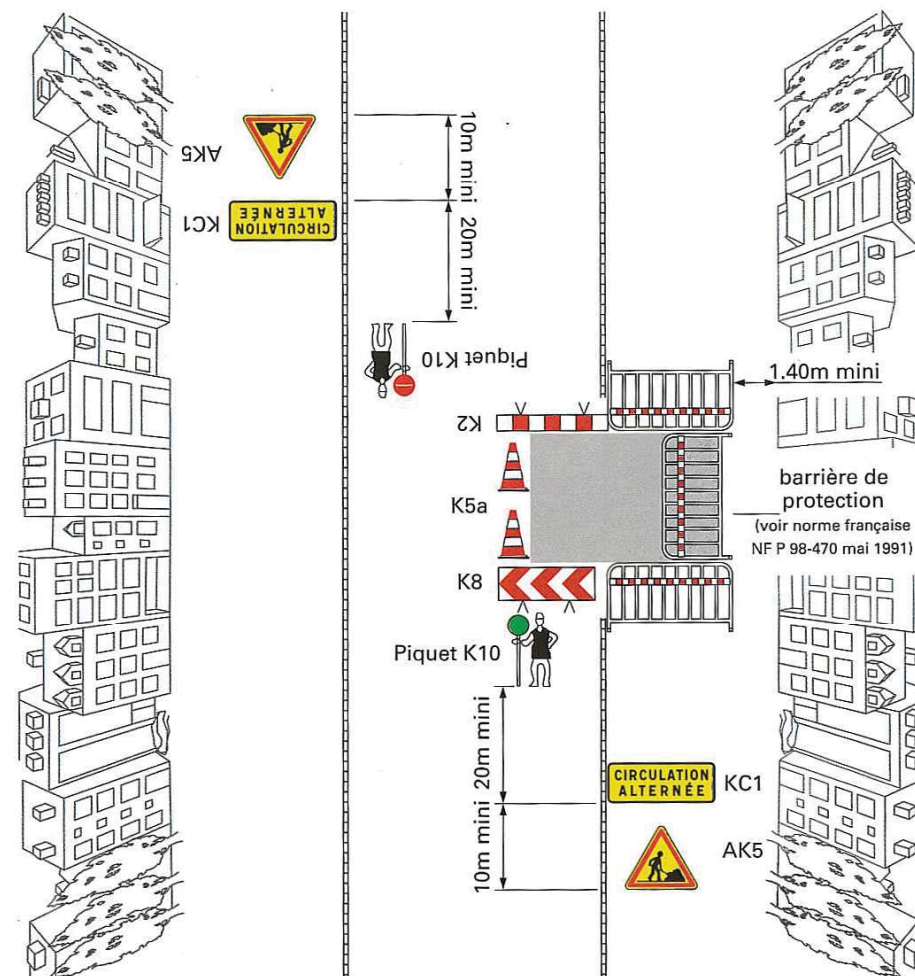 AK5
10m mini
KC1
CIRCULATION
ALTERNÉE
20m mini
Piquet K10
1.40m mini
K2
K5a
barrière de
protection
(voir norme française
NF P 98-470 mai 1991)
K8
Piquet K10
20m mini
CIRCULATION
ALTERNÉE
KC1
10m mini
AK5